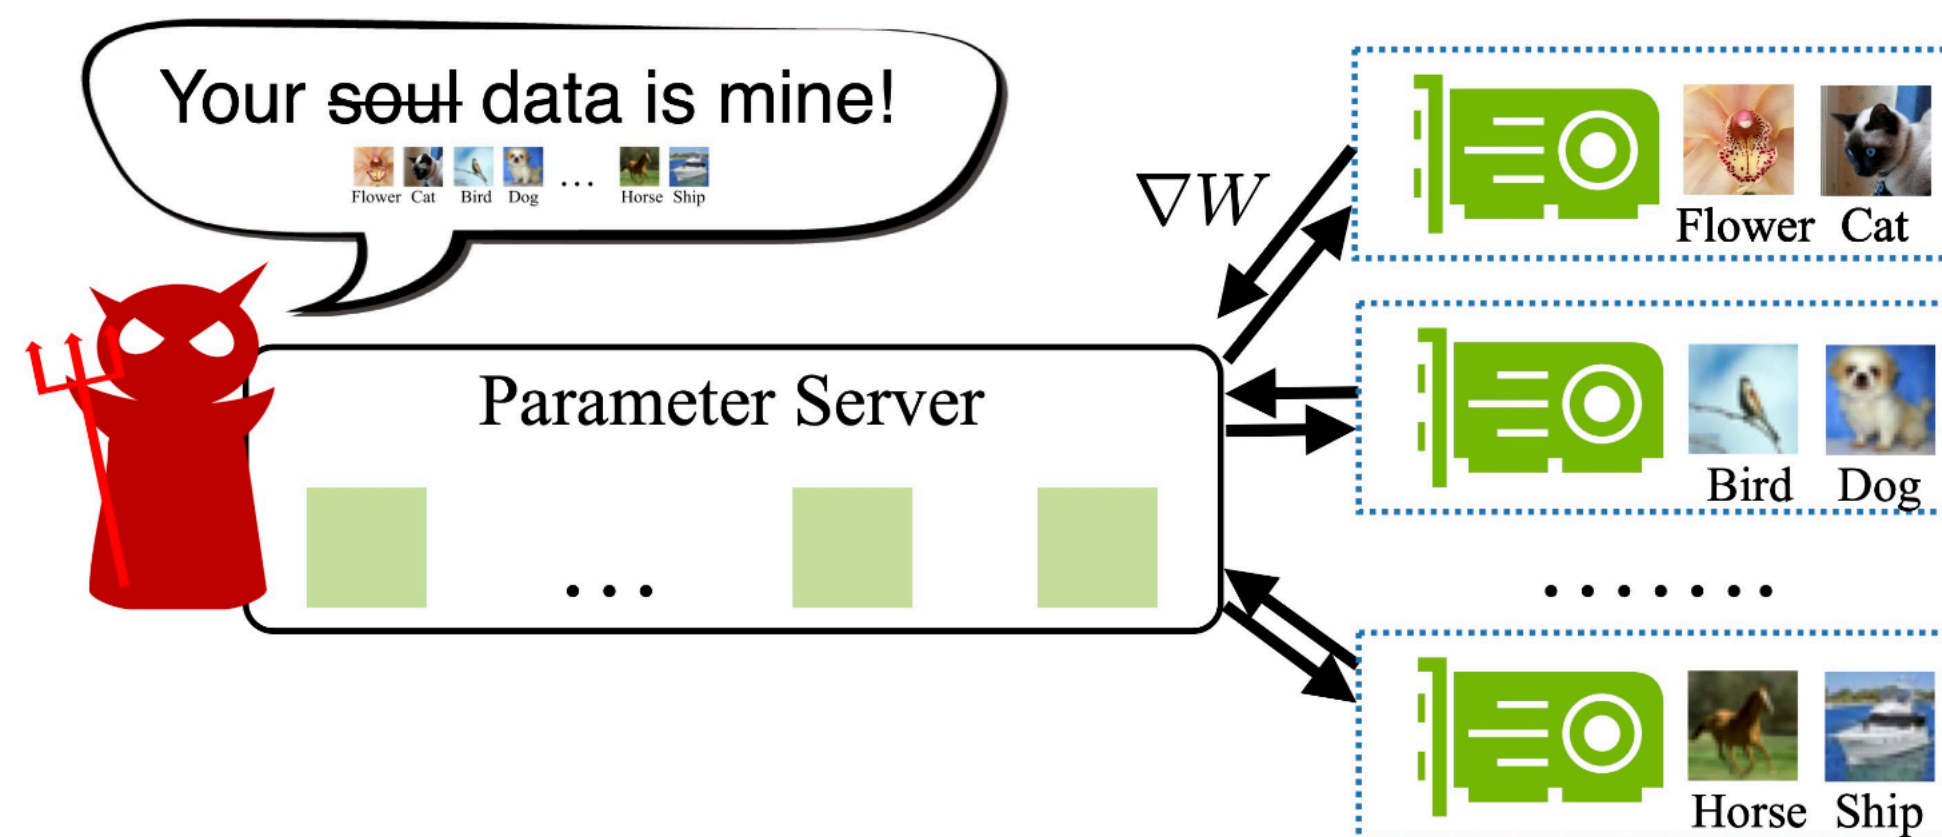 Your soul data is mine!
Flower Cat Bird Dog ... Horse Ship
∇W
Flower Cat
Parameter Server
Bird Dog
...
.......
Horse Ship